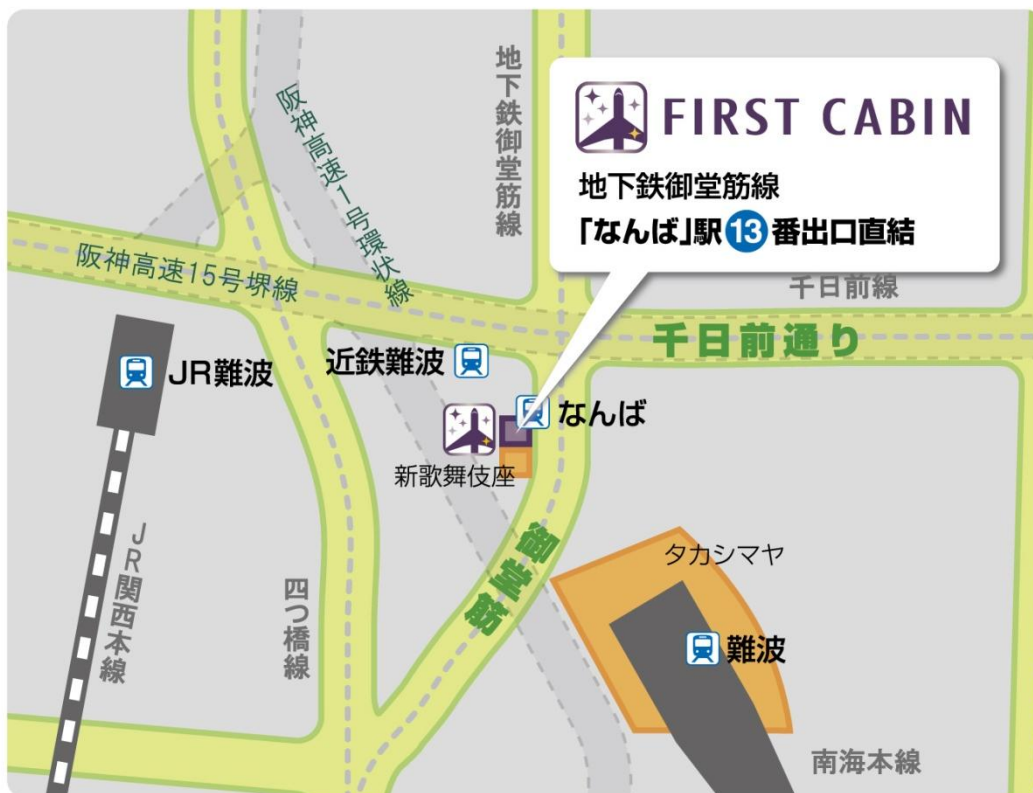 FIRST CABIN
地下鉄御堂筋線
「なんば」駅13番出口直結
地下鉄御堂筋線
阪神高速1号環状線
阪神高速15号堺線
千日前線
千日前通り
JR難波
近鉄難波
なんば
新歌舞伎座
御堂筋
タカシマヤ
難波
JR関西本線
四つ橋線
南海本線